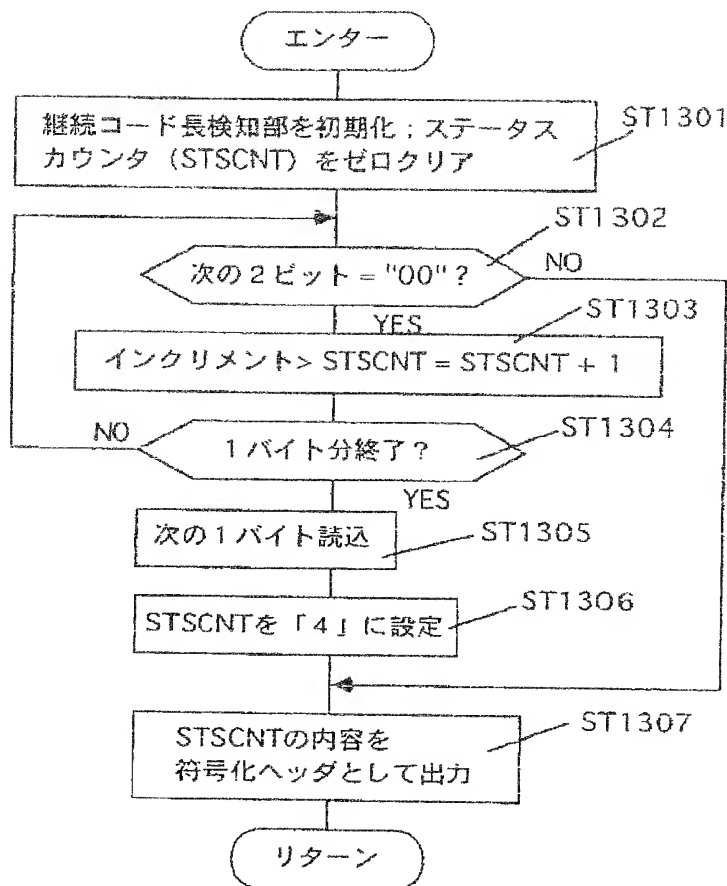 エンター
継続コード長検知部を初期化；ステータス
カウンタ（STSCNT）をゼロクリア
ST1301
ST1302
次の２ビット = "00"？
NO
YES
ST1303
インクリメント> STSCNT = STSCNT + 1
NO
１バイト分終了？
ST1304
YES
次の１バイト読込
ST1305
STSCNTを「４」に設定
ST1306
STSCNTの内容を
符号化ヘッダとして出力
ST1307
リターン